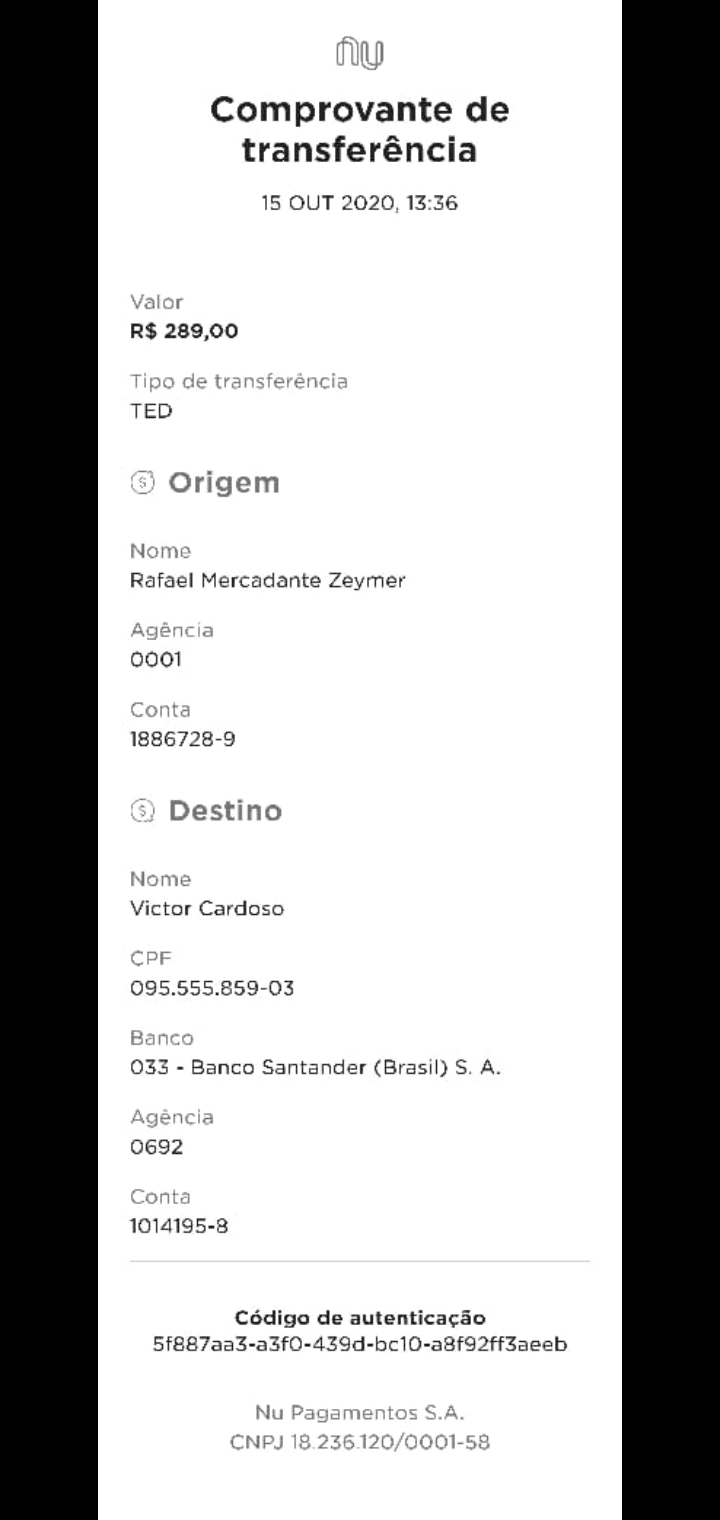 nu
Comprovante de
transferência
15 OUT 2020, 13:36
Valor
R$ 289,00
Tipo de transferência
TED
Origem
Nome
Rafael Mercadante Zeymer
Agência
0001
Conta
1886728-9
Destino
Nome
Victor Cardoso
CPF
095.555.859-03
Banco
033 - Banco Santander (Brasil) S. A.
Agência
0692
Conta
1014195-8
Código de autenticação
5f887aa3-a3f0-439d-bc10-a8f92ff3aeeb
Nu Pagamentos S.A.
CNPJ 18.236.120/0001-58